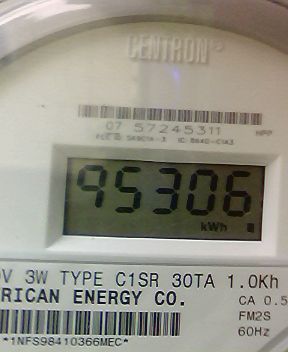 CENTRON®
07 57245311
HPP
95306
kWh
V 3W TYPE C1SR 30TA 1.0Kh
RICAN ENERGY CO.
CA 0.5
FM2S
60Hz
*1NFS98410366MEC*